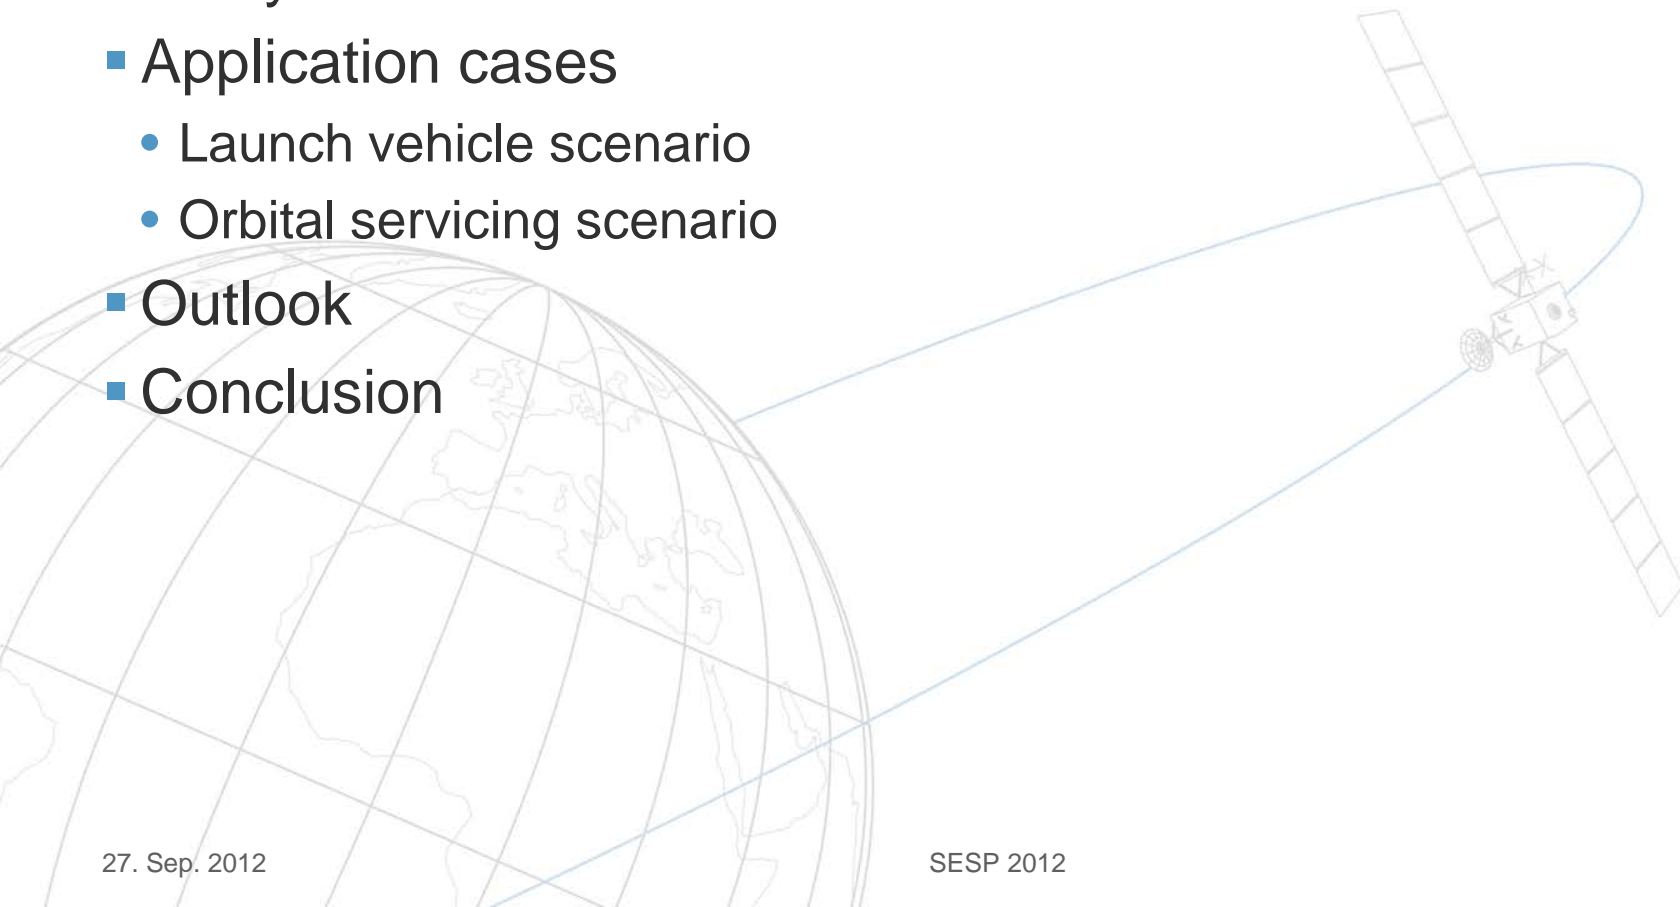 Application cases
Launch vehicle scenario
Orbital servicing scenario
Outlook
Conclusion
27. Sep. 2012
SESP 2012